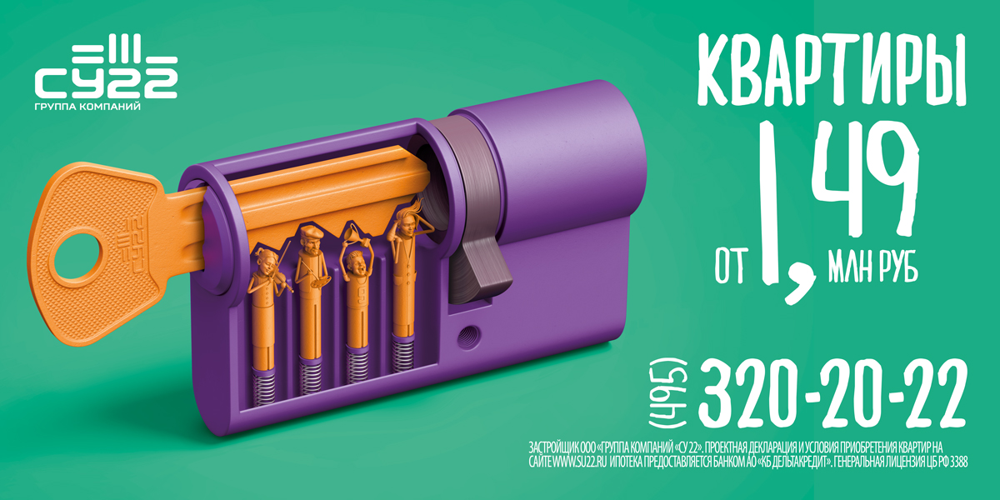 СУ22
ГРУППА КОМПАНИЙ
КВАРТИРЫ
ОТ 1,49 МЛН РУБ
(495) 320-20-22
ЗАСТРОЙЩИК ООО «ГРУППА КОМПАНИЙ «СУ 22». ПРОЕКТНАЯ ДЕКЛАРАЦИЯ И УСЛОВИЯ ПРИОБРЕТЕНИЯ КВАРТИР НА
САЙТЕ WWW.SU22.RU ИПОТЕКА ПРЕДОСТАВЛЯЕТСЯ БАНКОМ АО «КБ ДЕЛЬТАКРЕДИТ». ГЕНЕРАЛЬНАЯ ЛИЦЕНЗИЯ ЦБ РФ 3388
СУ22